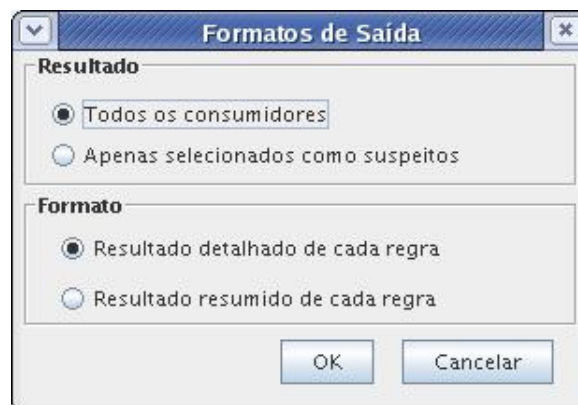 Formatos de Saída
Resultado
Todos os consumidores
Apenas selecionados como suspeitos
Formato
Resultado detalhado de cada regra
Resultado resumido de cada regra
OK Cancelar